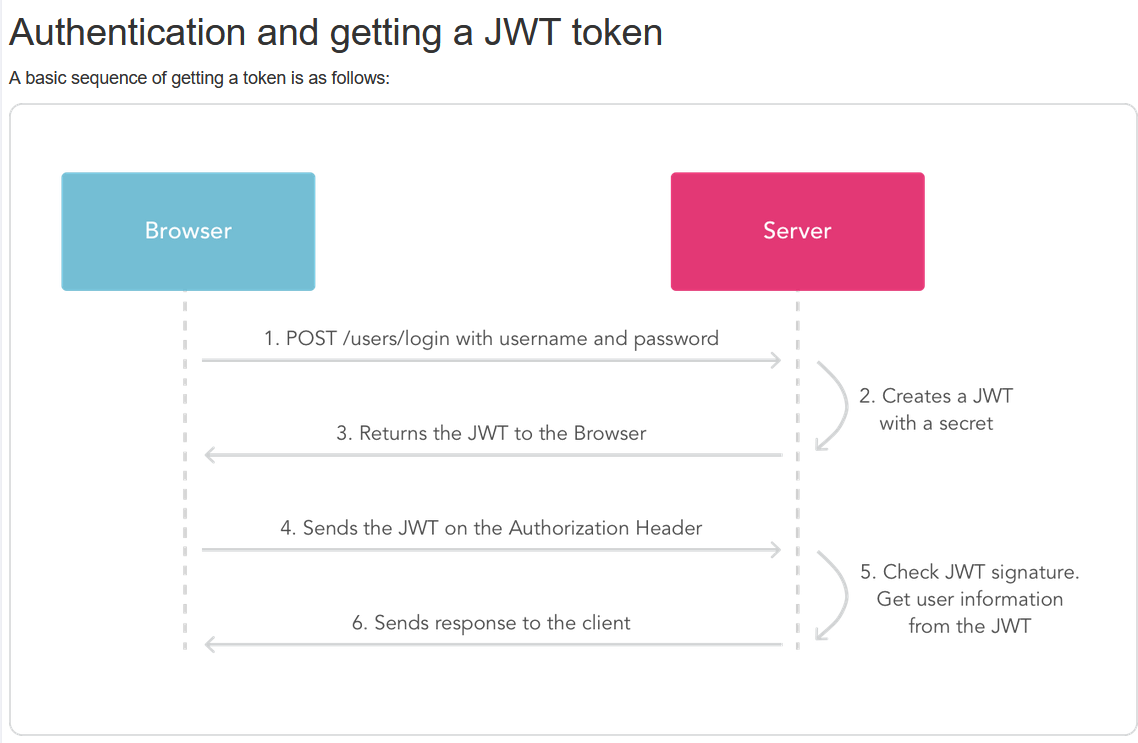 Authentication and getting a JWT token
A basic sequence of getting a token is as follows:
Browser
Server
1. POST /users/login with username and password
2. Creates a JWT
with a secret
3. Returns the JWT to the Browser
4. Sends the JWT on the Authorization Header
5. Check JWT signature.
Get user information
from the JWT
6. Sends response to the client